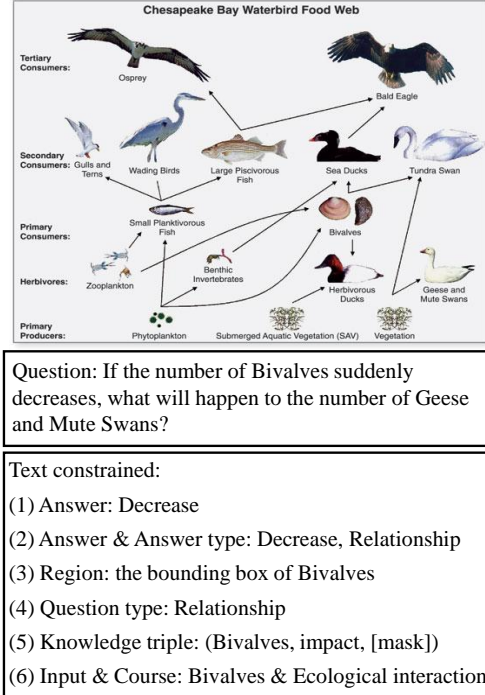 Chesapeake Bay Waterbird Food Web
Tertiary
Consumers:
Osprey
Bald Eagle
Secondary
Consumers:
Gulls and
Terns
Wading Birds
Large Piscivorous
Fish
Sea Ducks
Tundra Swan
Primary
Consumers:
Small Planktivorous
Fish
Bivalves
Zooplankton
Benthic
Invertebrates
Herbivores:
Herbivorous
Ducks
Geese and
Mute Swans
Primary
Producers:
Phytoplankton
Submerged Aquatic Vegetation (SAV)
Vegetation
Question: If the number of Bivalves suddenly
decreases, what will happen to the number of Geese
and Mute Swans?
Text constrained:
(1) Answer: Decrease
(2) Answer & Answer type: Decrease, Relationship
(3) Region: the bounding box of Bivalves
(4) Question type: Relationship
(5) Knowledge triple: (Bivalves, impact, [mask])
(6) Input & Course: Bivalves & Ecological interaction